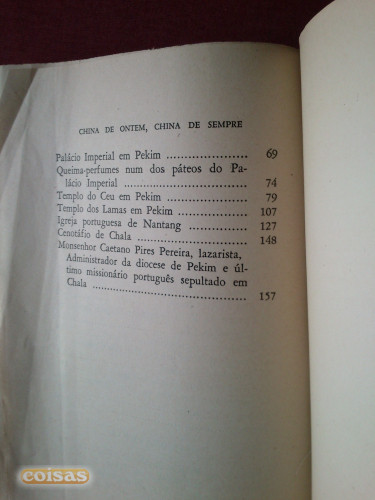 CHINA DE ONTEM, CHINA DE SEMPRE
Palácio Imperial em Pekim .................. 69
Queima-perfumes num dos páteos do Pa-
lácio Imperial .................. 74
Templo do Ceu em Pekim .................. 79
Templo dos Lamas em Pekim .................. 107
Igreja portuguesa de Nantang .................. 127
Cenotáfio de Chala .................. 148
Monsenhor Caetano Pires Pereira, lazarista,
Administrador da diocese de Pekim e úl-
timo missionário português sepultado em
Chala .................. 157
coisas